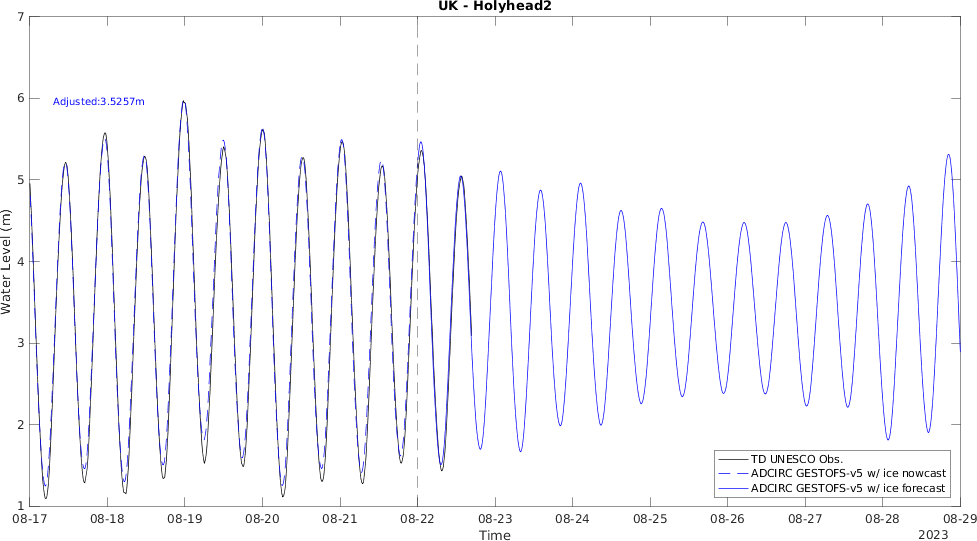 UK - Holyhead2
7
6
5
4
3
2
1
Water Level (m)
Adjusted:3.5257m
TD UNESCO Obs.
ADCIRC GESTOFS-v5 w/ ice nowcast
ADCIRC GESTOFS-v5 w/ ice forecast
08-17 08-18 08-19 08-20 08-21 08-22 08-23 08-24 08-25 08-26 08-27 08-28 08-29
Time
2023